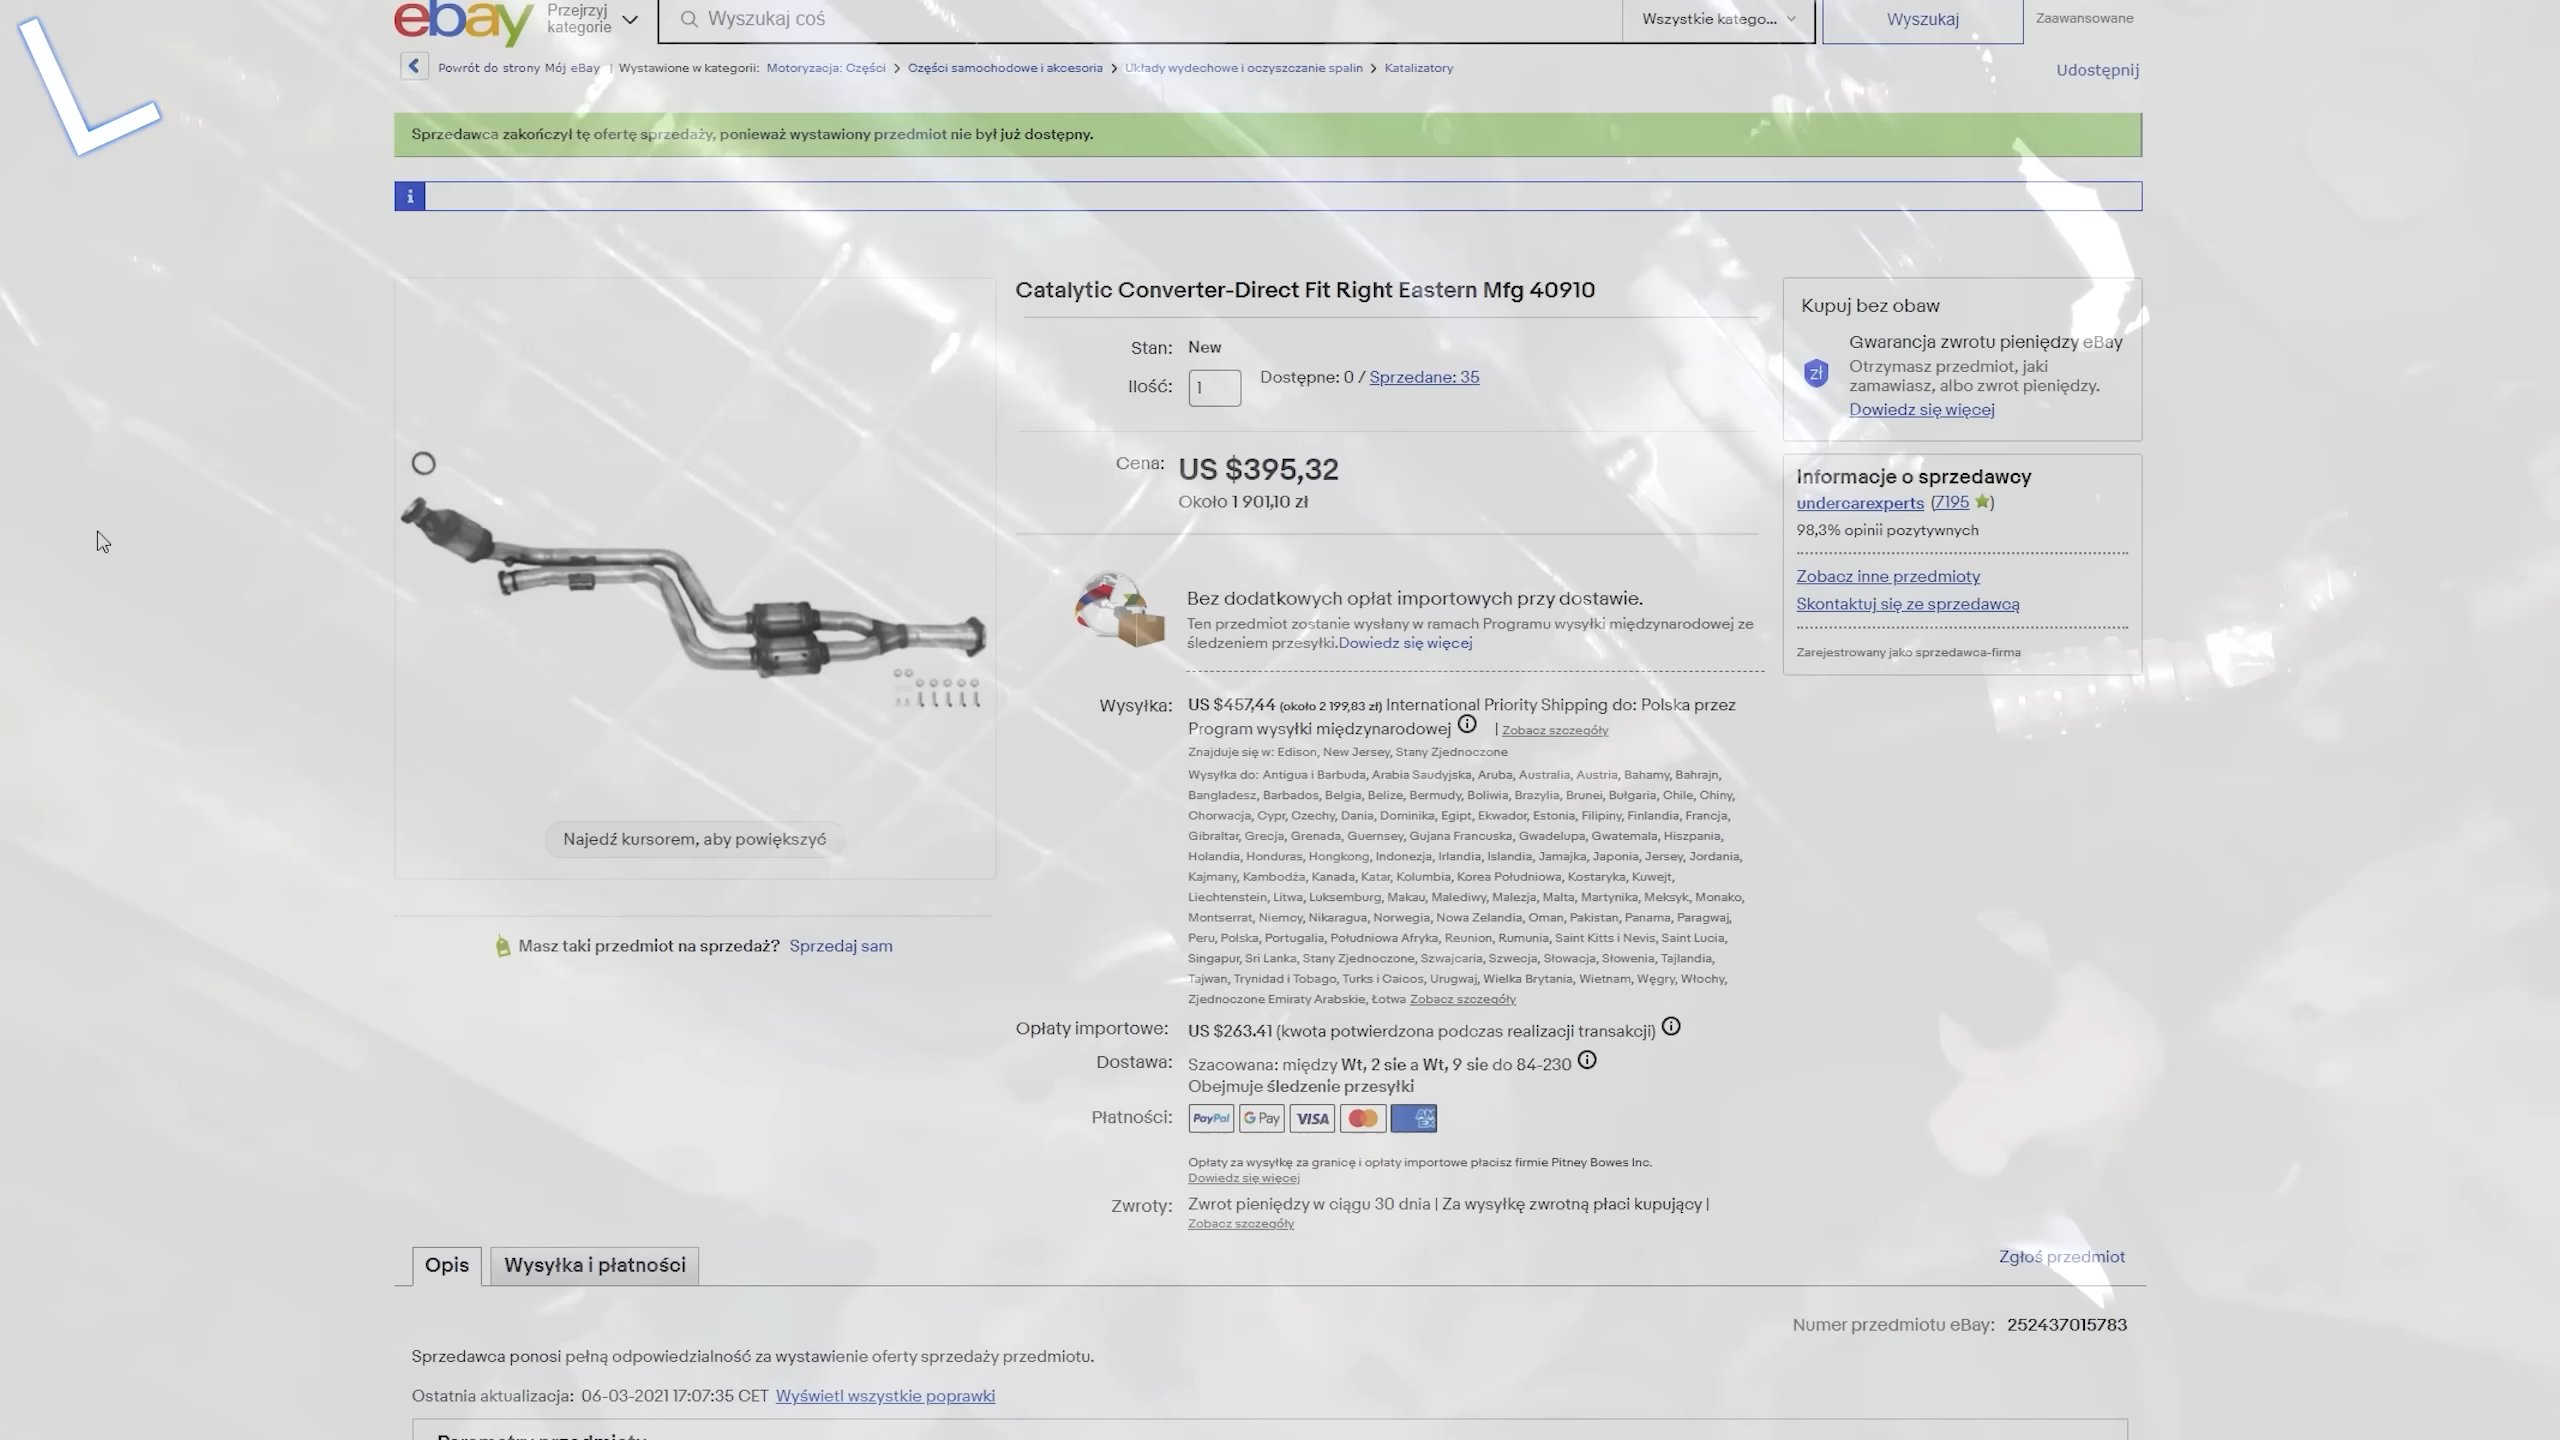 ebay
Przejrzyj
kategorie
Wyszukaj coś
Wszystkie katego...
Wyszukaj
Zaawansowane
Powrót do strony Mój eBay | Wystawione w kategorii: Motoryzacja: Części > Części samochodowe i akcesoria > Układy wydechowe i oczyszczanie spalin > Katalizatory
Udostępnij
Sprzedawca zakończył tę ofertę sprzedaży, ponieważ wystawiony przedmiot nie był już dostępny.
i
Catalytic Converter-Direct Fit Right Eastern Mfg 40910
Stan: New
Ilość: 1 Dostępne: 0 / Sprzedane: 35
Cena: US $395,32
Około 1 901,10 zł
Bez dodatkowych opłat importowych przy dostawie.
Ten przedmiot zostanie wysłany w ramach Programu wysyłki międzynarodowej ze
śledzeniem przesyłki.Dowiedz się więcej
Wysyłka: US $457,44 (około 2 199,83 zł) International Priority Shipping do: Polska przez
Program wysyłki międzynarodowej | Zobacz szczegóły
Znajduje się w: Edison, New Jersey, Stany Zjednoczone
Wysyłka do: Antigua i Barbuda, Arabia Saudyjska, Aruba, Australia, Austria, Bahamy, Bahrajn,
Bangladesz, Barbados, Belgia, Belize, Bermudy, Boliwia, Brazylia, Brunei, Bułgaria, Chile, Chiny,
Chorwacja, Cypr, Czechy, Dania, Dominika, Egipt, Ekwador, Estonia, Filipiny, Finlandia, Francja,
Gibraltar, Grecja, Grenada, Guernsey, Gujana Francuska, Gwadelupa, Gwatemala, Hiszpania,
Holandia, Honduras, Hongkong, Indonezja, Irlandia, Islandia, Jamajka, Japonia, Jersey, Jordania,
Kajmany, Kambodża, Kanada, Katar, Kolumbia, Korea Południowa, Kostaryka, Kuwejt,
Liechtenstein, Litwa, Luksemburg, Makau, Malediwy, Malezja, Malta, Martynika, Meksyk, Monako,
Montserrat, Niemcy, Nikaragua, Norwegia, Nowa Zelandia, Oman, Pakistan, Panama, Paragwaj,
Peru, Polska, Portugalia, Południowa Afryka, Reunion, Rumunia, Saint Kitts i Nevis, Saint Lucia,
Singapur, Sri Lanka, Stany Zjednoczone, Szwajcaria, Szwecja, Słowacja, Słowenia, Tajlandia,
Tajwan, Trynidad i Tobago, Turks i Caicos, Urugwaj, Wielka Brytania, Wietnam, Węgry, Włochy,
Zjednoczone Emiraty Arabskie, Łotwa Zobacz szczegóły
Opłaty importowe: US $263.41 (kwota potwierdzona podczas realizacji transakcji)
Dostawa: Szacowana: między Wt, 2 sie a Wt, 9 sie do 84-230
Obejmuje śledzenie przesyłki
Płatności: PayPal G Pay VISA AMEX
Opłaty za wysyłkę za granicę i opłaty importowe płacisz firmie Pitney Bowes Inc.
Dowiedz się więcej
Zwroty: Zwrot pieniędzy w ciągu 30 dnia | Za wysyłkę zwrotną płaci kupujący |
Zobacz szczegóły
Kupuj bez obaw
Gwarancja zwrotu pieniędzy eBay
zł
Otrzymasz przedmiot, jaki
zamawiasz, albo zwrot pieniędzy.
Dowiedz się więcej
Informacje o sprzedawcy
undercarexperts (7195)
98,3% opinii pozytywnych
Zobacz inne przedmioty
Skontaktuj się ze sprzedawcą
Zarejestrowany jako sprzedawca-firma
Najedź kursorem, aby powiększyć
Masz taki przedmiot na sprzedaż? Sprzedaj sam
Opis
Wysyłka i płatności
Zgłoś przedmiot
Numer przedmiotu eBay: 252437015783
Sprzedawca ponosi pełną odpowiedzialność za wystawienie oferty sprzedaży przedmiotu.
Ostatnia aktualizacja: 06-03-2021 17:07:35 CET Wyświetl wszystkie poprawki